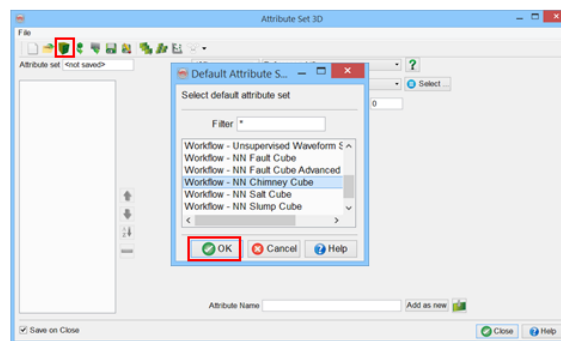 Attribute Set 3D
File
Attribute set <not saved>
Default Attribute S...
Select default attribute set
Select ...
0
Filter *
Workflow - Unsupervised Waveform S
Workflow - NN Fault Cube
Workflow - NN Fault Cube Advanced
Workflow - NN Chimney Cube
Workflow - NN Salt Cube
Workflow - NN Slump Cube
OK Cancel Help
Attribute Name Add as new
Save on Close Close Help